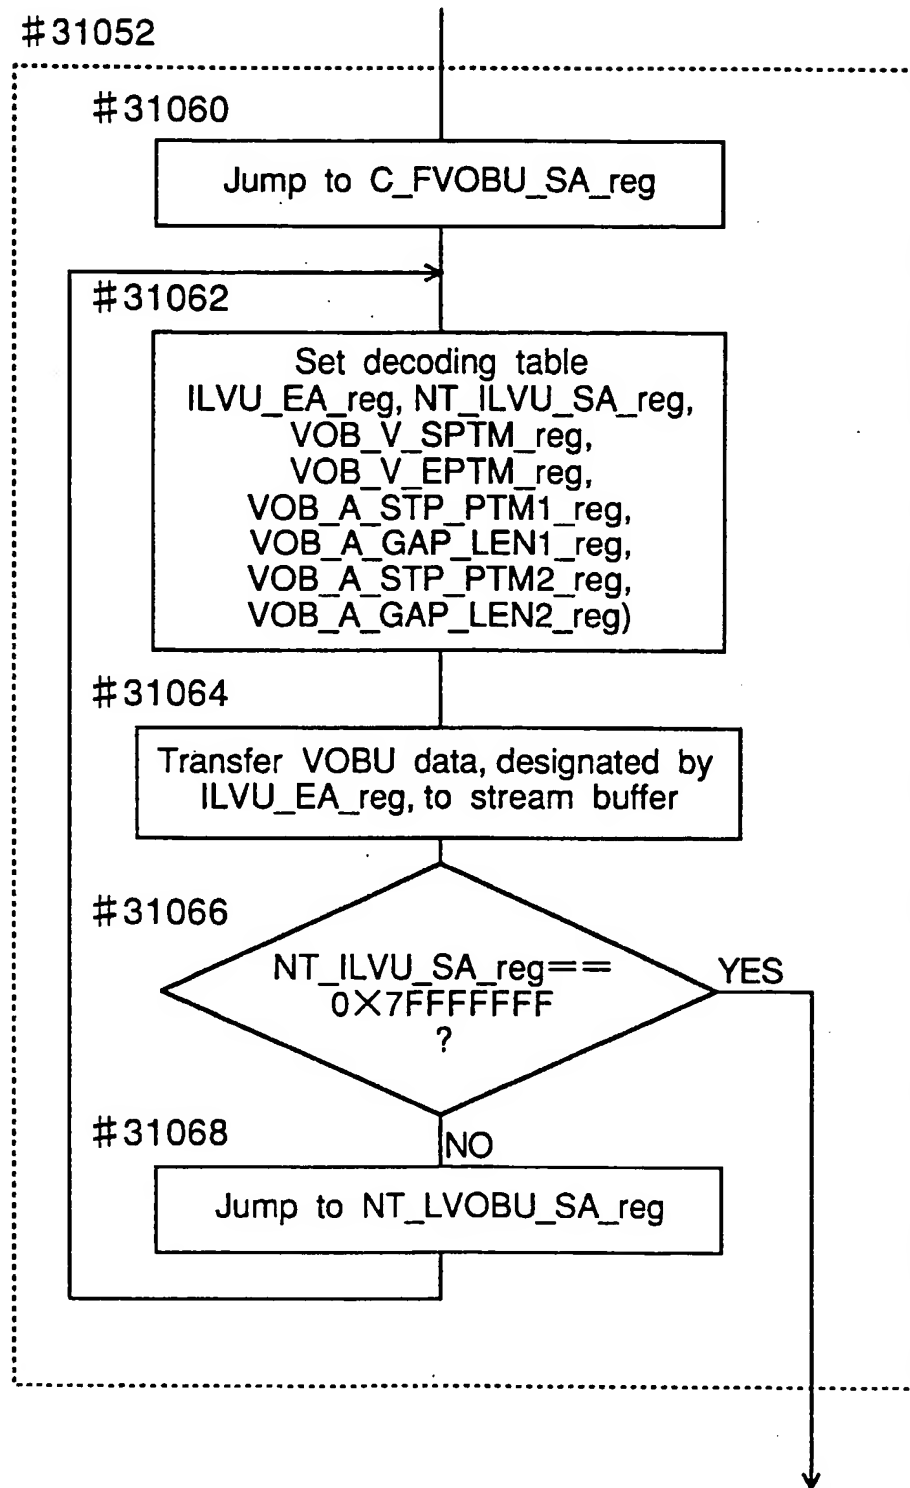 #31052
#31060
Jump to C_FVOBU_SA_reg
#31062
Set decoding table
ILVU_EA_reg, NT_ILVU_SA_reg,
VOB_V_SPTM_reg,
VOB_V_EPTM_reg,
VOB_A_STP_PTM1_reg,
VOB_A_GAP_LEN1_reg,
VOB_A_STP_PTM2_reg,
VOB_A_GAP_LEN2_reg)
#31064
Transfer VOBU data, designated by
ILVU_EA_reg, to stream buffer
#31066
NT_ILVU_SA_reg==
0X7FFFFFFF
?
YES
#31068
NO
Jump to NT_LVOBU_SA_reg